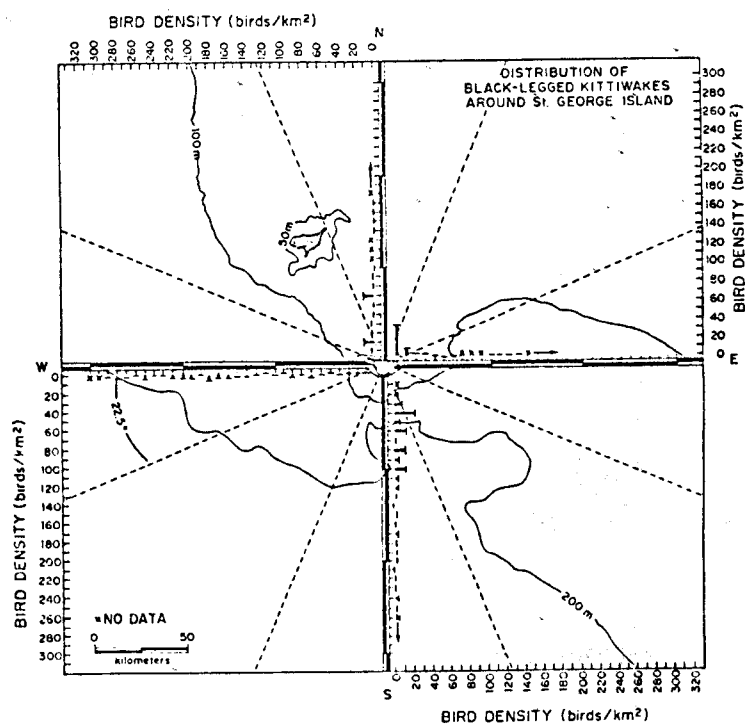 BIRD DENSITY (birds/km²)
320 280 240 200 160 120 80 40 0
300 260 220 180 140 100 60 20
N
DISTRIBUTION OF
BLACK-LEGGED KITTIWAKES
AROUND St. GEORGE ISLAND
300
280
260
240
220
200
180
160
140
120
100
80
60
40
20
0
BIRD DENSITY (birds/km²)
100m
50m
W
E
0
20
40
60
80
100
120
140
160
180
200
220
240
260
280
300
BIRD DENSITY (birds/km²)
22.5°
200m
×NO DATA
0 50
kilometers
S
0 20 40 60 80 100 120 140 160 180 200 220 240 260 280 300 320
BIRD DENSITY (birds/km²)